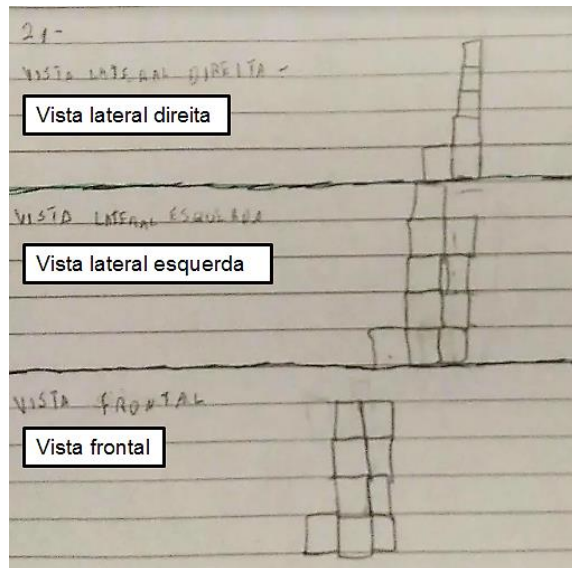 21-
VISTA LATERAL DIREITA -
Vista lateral direita
VISTA LATERAL ESQUERDA
Vista lateral esquerda
VISTA FRONTAL
Vista frontal